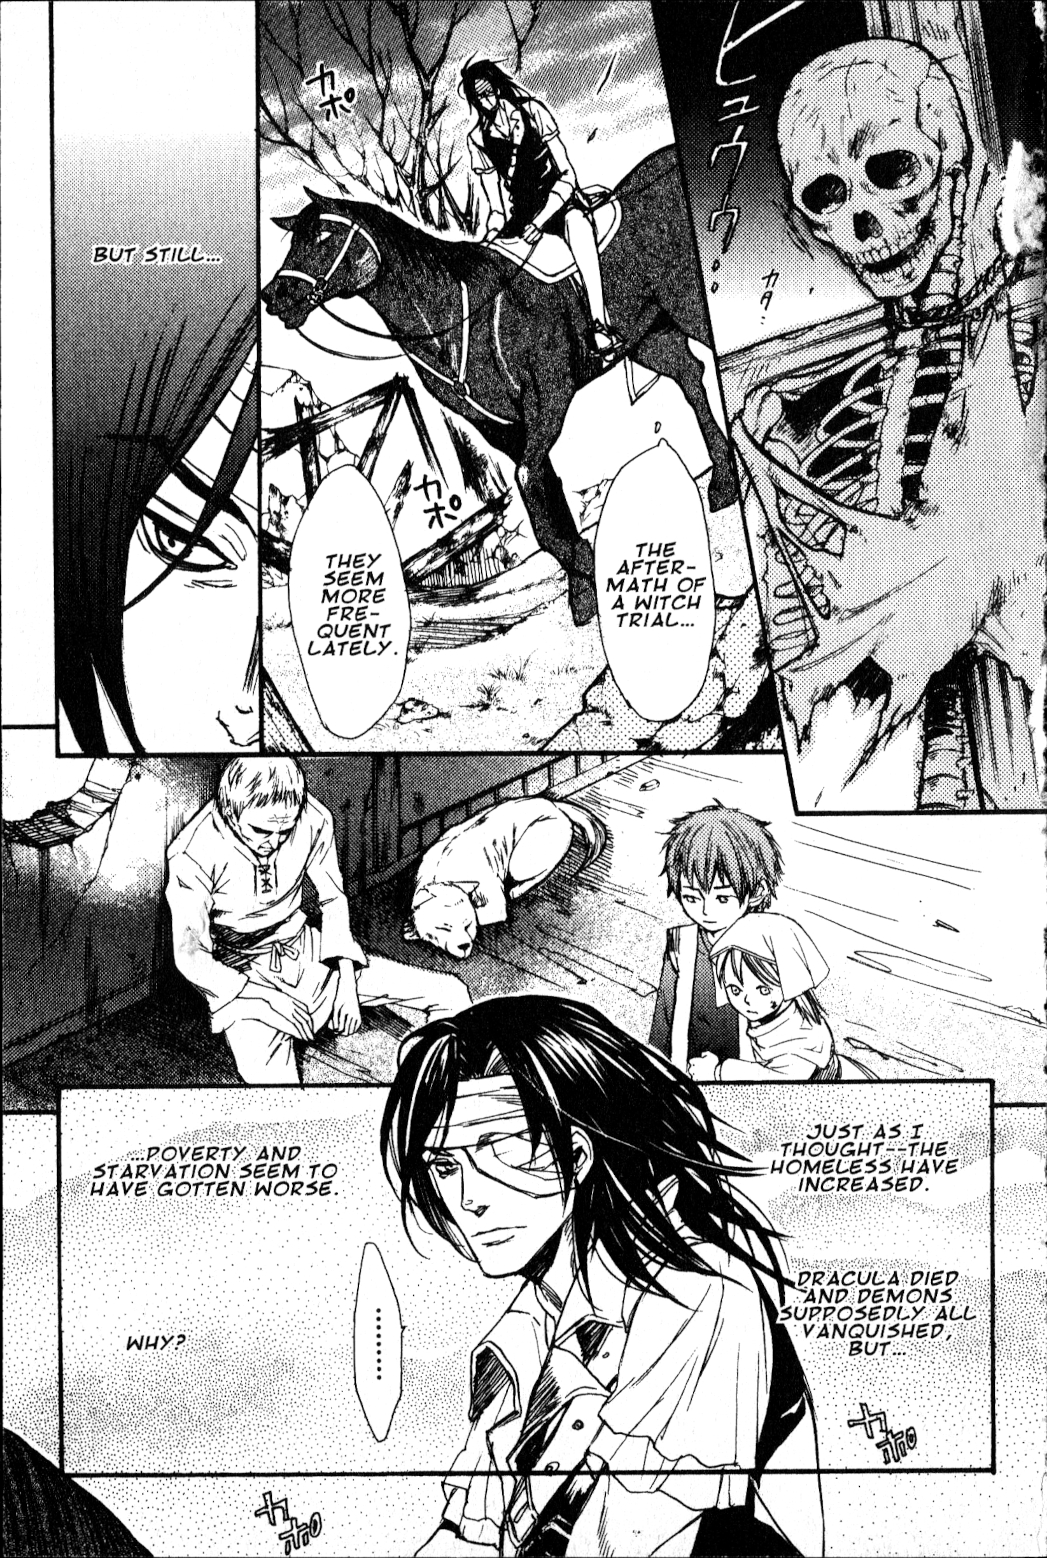 ヒュウウウ…
カタ…
カポ
THE
AFTER-
MATH OF
A WITCH
TRIAL...
カポ
THEY
SEEM
MORE
FRE-
QUENT
LATELY.
BUT STILL...
JUST AS I
THOUGHT--THE
HOMELESS HAVE
INCREASED.
DRACULA DIED
AND DEMONS
SUPPOSEDLY ALL
VANQUISHED,
BUT...
.........
...POVERTY AND
STARVATION SEEM TO
HAVE GOTTEN WORSE.
WHY?
カポ
カポ